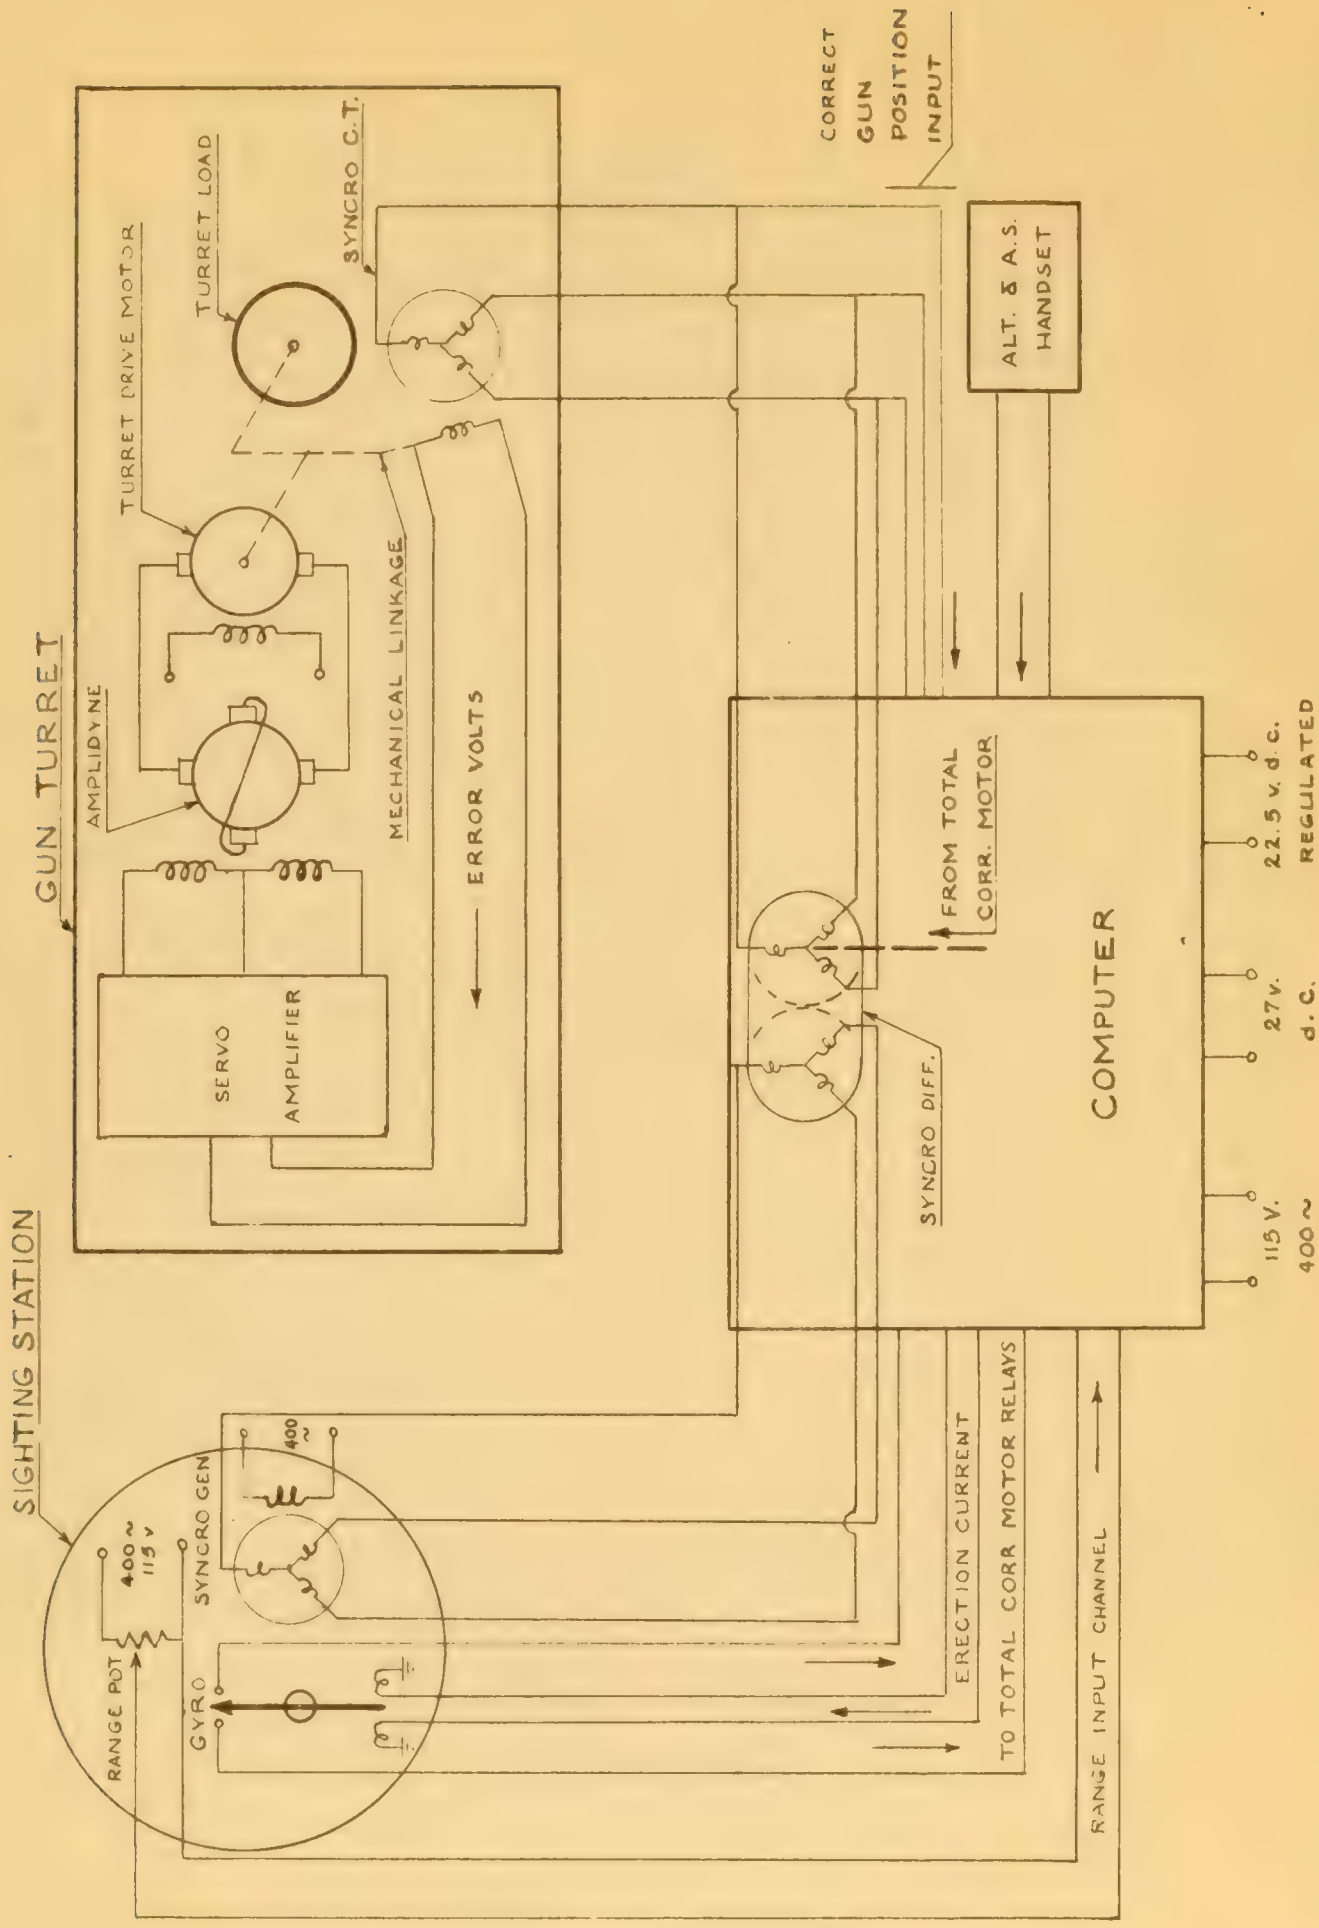 SIGHTING STATION
RANGE POT
400~
115 V
GYRO
SYNCRO GEN
400
~
GUN TURRET
SERVO
AMPLIFIER
AMPLIDYNE
TURRET DRIVE MOTOR
TURRET LOAD
SYNCRO C.T.
MECHANICAL LINKAGE
ERROR VOLTS
CORRECT
GUN
POSITION
INPUT
ALT. & A.S.
HANDSET
FROM TOTAL
CORR. MOTOR
SYNCRO DIFF.
COMPUTER
ERECTION CURRENT
TO TOTAL CORR MOTOR RELAYS
RANGE INPUT CHANNEL
115 V.
400~
27 V.
d. C.
22.5 v. d. c.
REGULATED